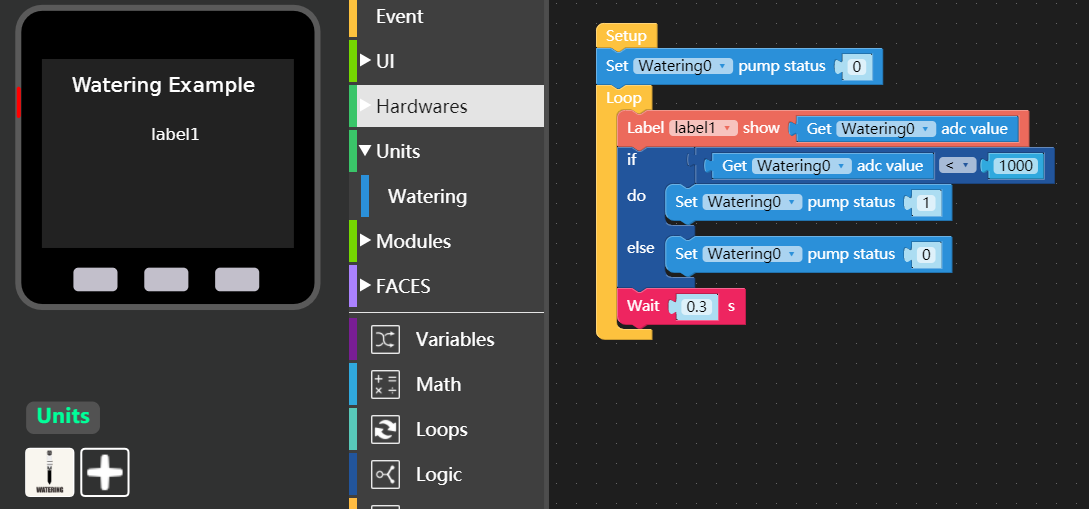 Watering Example
label1
Units
WATERING
Event
UI
Hardwares
Units
Watering
Modules
FACES
Variables
Math
Loops
Logic
Setup
Set Watering0 pump status 0
Loop
Label label1 show Get Watering0 adc value
if Get Watering0 adc value < 1000
do Set Watering0 pump status 1
else Set Watering0 pump status 0
Wait 0.3 s